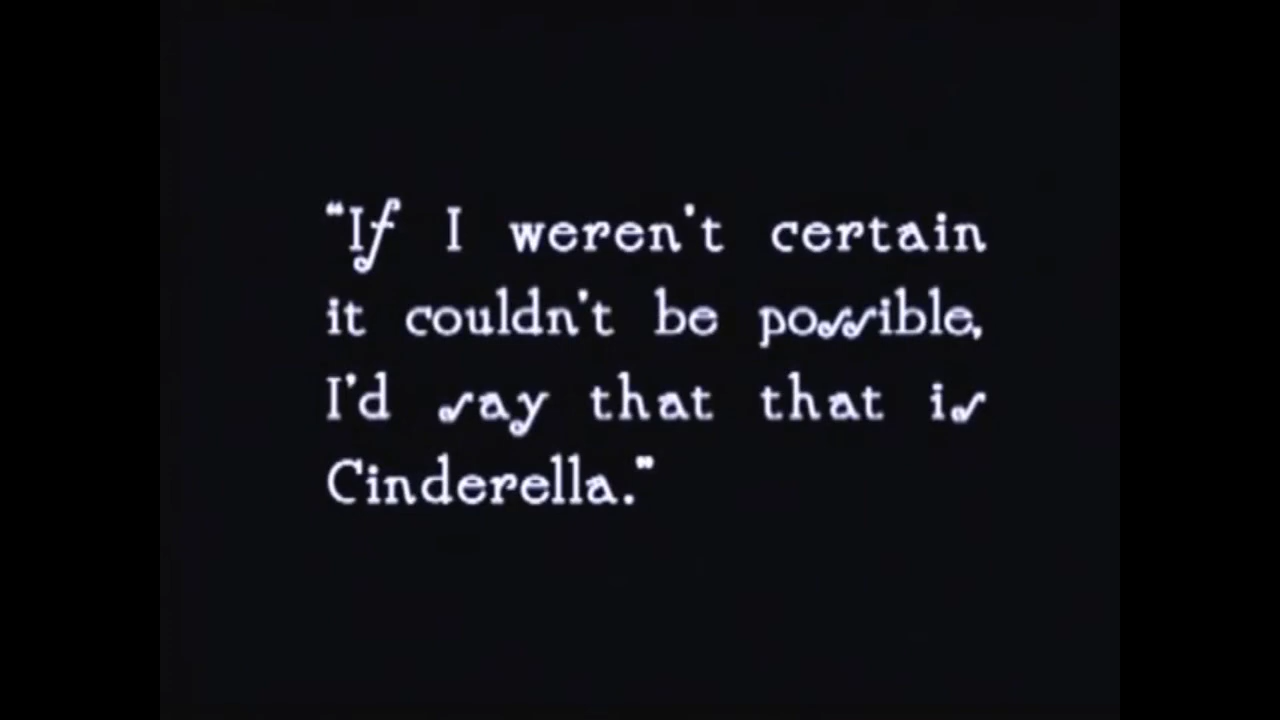 “If I weren't certain
it couldn't be possible,
I'd say that that is
Cinderella.”